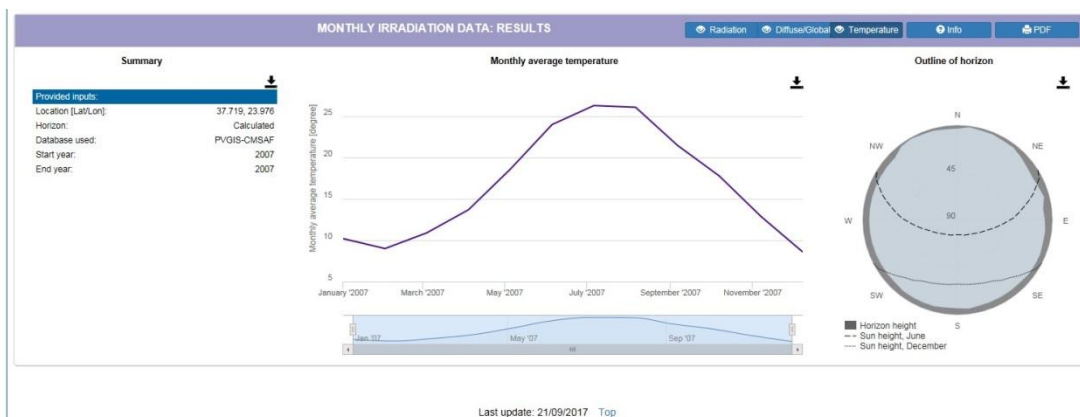 MONTHLY IRRADIATION DATA: RESULTS
Radiation
Diffuse/Global
Temperature
Info
PDF
Summary
Provided inputs:
Location [Lat/Lon]: 37.719, 23.976
Horizon: Calculated
Database used: PVGIS-CMSAF
Start year: 2007
End year: 2007
Monthly average temperature
Monthly average temperature [degree]
25
20
15
10
5
January '2007 March '2007 May '2007 July '2007 September '2007 November '2007
Jan '07 May '07 Sep '07
Outline of horizon
N
NW NE
45
W 90 E
SW SE
S
Horizon height
Sun height, June
Sun height, December
Last update: 21/09/2017 Top